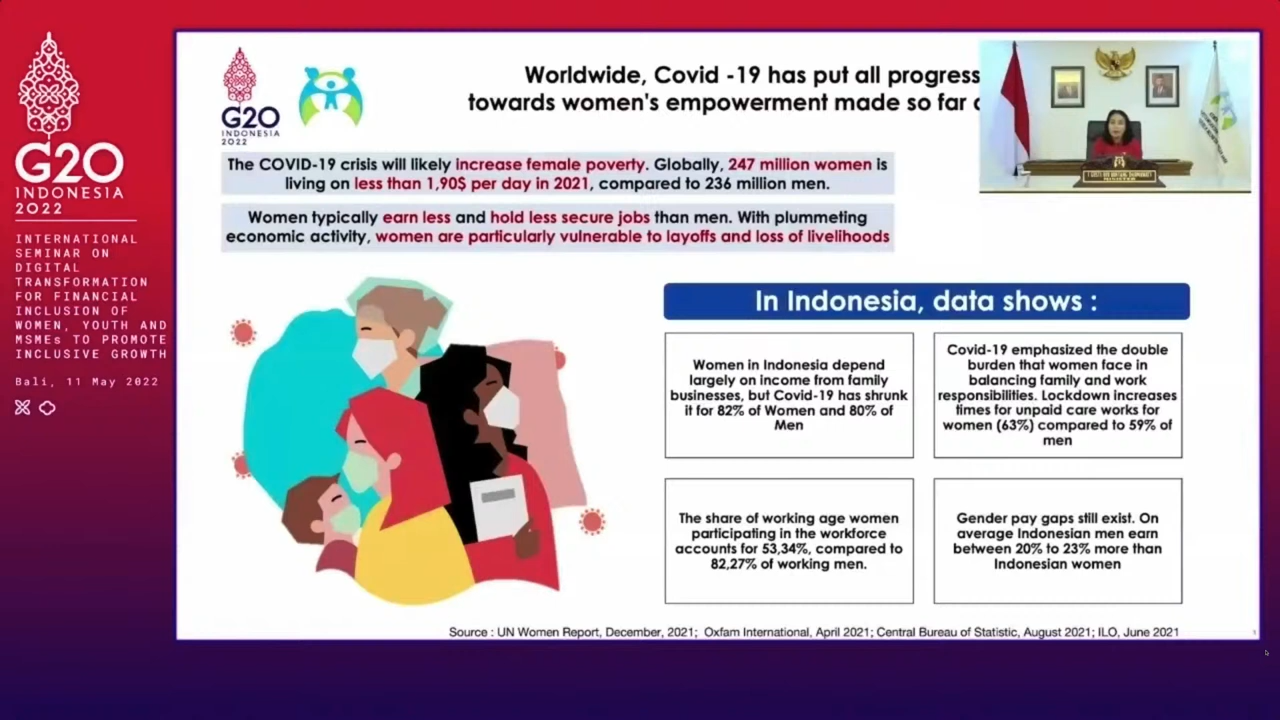 G20
INDONESIA
2022
INTERNATIONAL
SEMINAR ON
DIGITAL
TRANSFORMATION
FOR FINANCIAL
INCLUSION OF
WOMEN, YOUTH AND
MSMEs TO PROMOTE
INCLUSIVE GROWTH
Bali, 11 May 2022
G20
INDONESIA
2022
Worldwide, Covid -19 has put all progress
towards women's empowerment made so far
The COVID-19 crisis will likely increase female poverty. Globally, 247 million women is
living on less than 1,90$ per day in 2021, compared to 236 million men.
Women typically earn less and hold less secure jobs than men. With plummeting
economic activity, women are particularly vulnerable to layoffs and loss of livelihoods
In Indonesia, data shows :
Women in Indonesia depend
largely on income from family
businesses, but Covid-19 has shrunk
it for 82% of Women and 80% of
Men
Covid-19 emphasized the double
burden that women face in
balancing family and work
responsibilities. Lockdown increases
times for unpaid care works for
women (63%) compared to 59% of
men
The share of working age women
participating in the workforce
accounts for 53,34%, compared to
82,27% of working men.
Gender pay gaps still exist. On
average Indonesian men earn
between 20% to 23% more than
Indonesian women
Source : UN Women Report, December, 2021; Oxfam International, April 2021; Central Bureau of Statistic, August 2021; ILO, June 2021